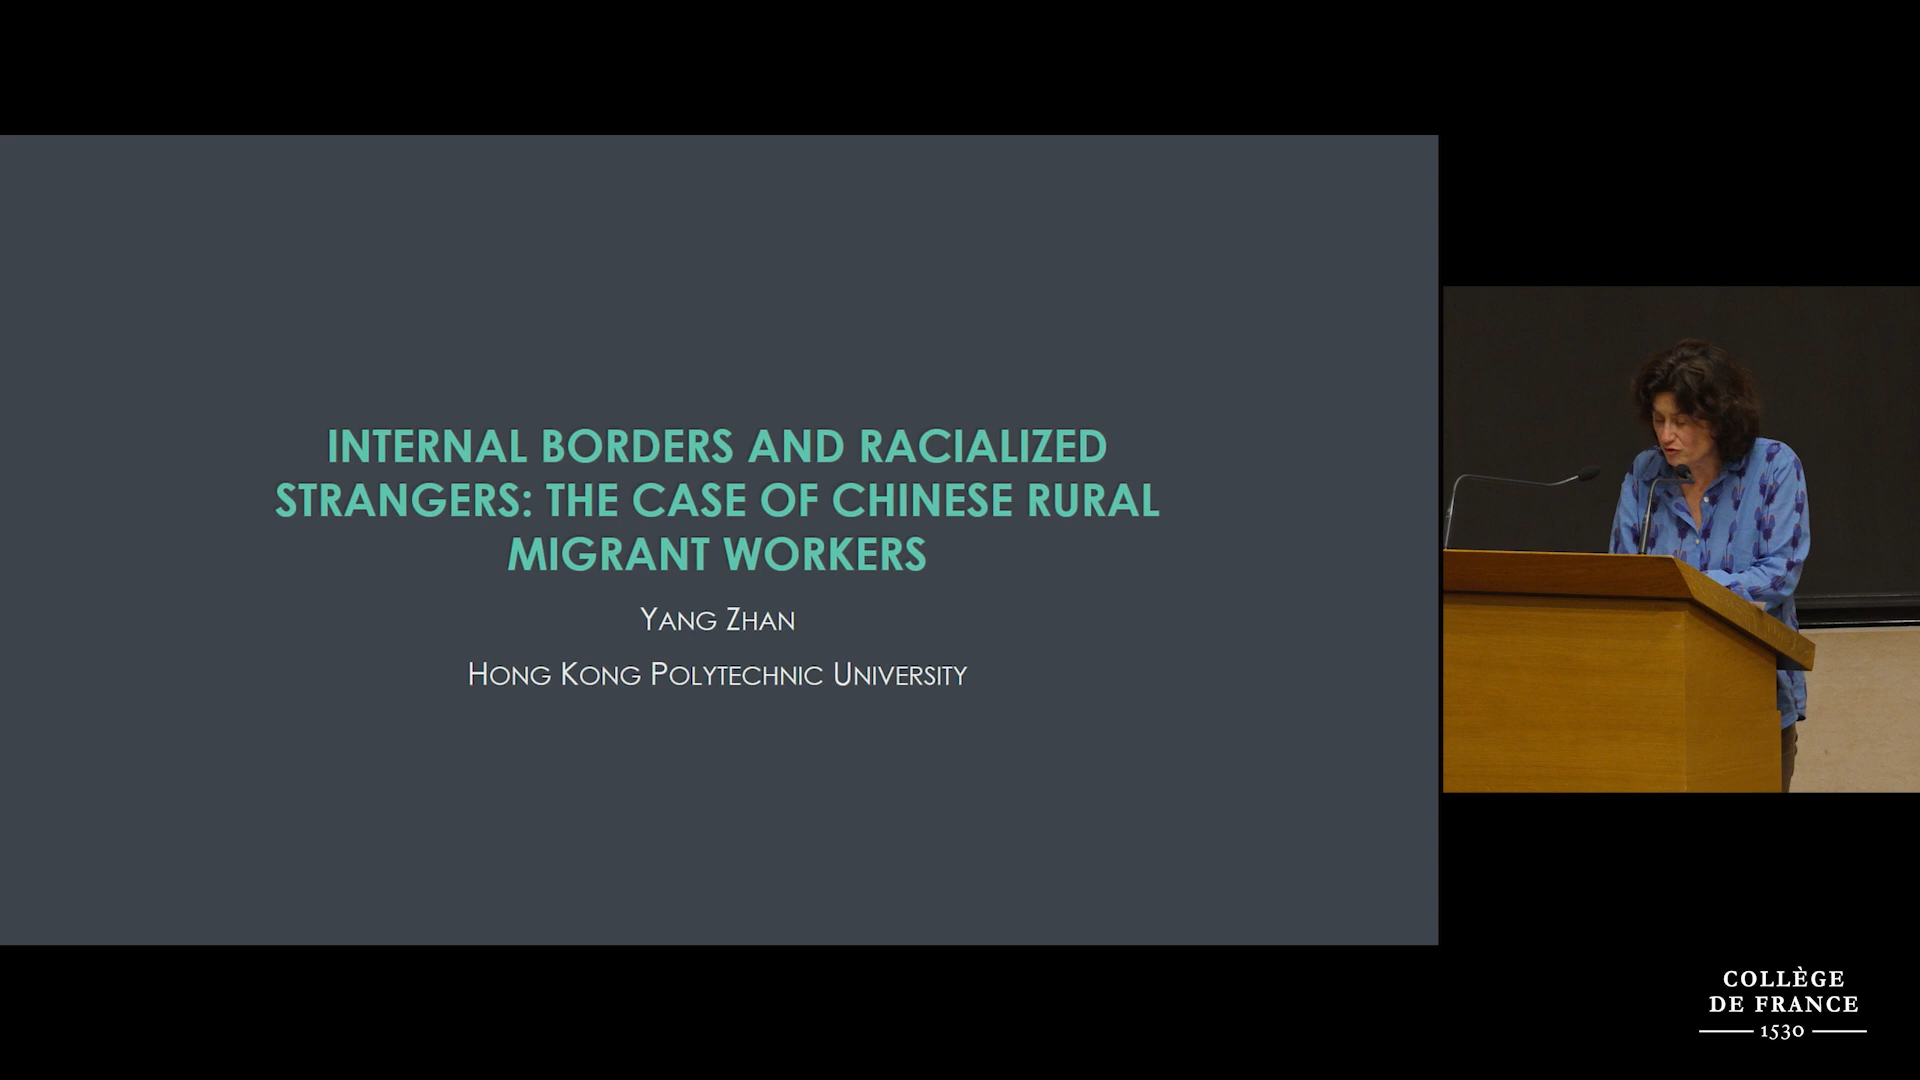 INTERNAL BORDERS AND RACIALIZED
STRANGERS: THE CASE OF CHINESE RURAL
MIGRANT WORKERS
YANG ZHAN
HONG KONG POLYTECHNIC UNIVERSITY
COLLÈGE
DE FRANCE
1530